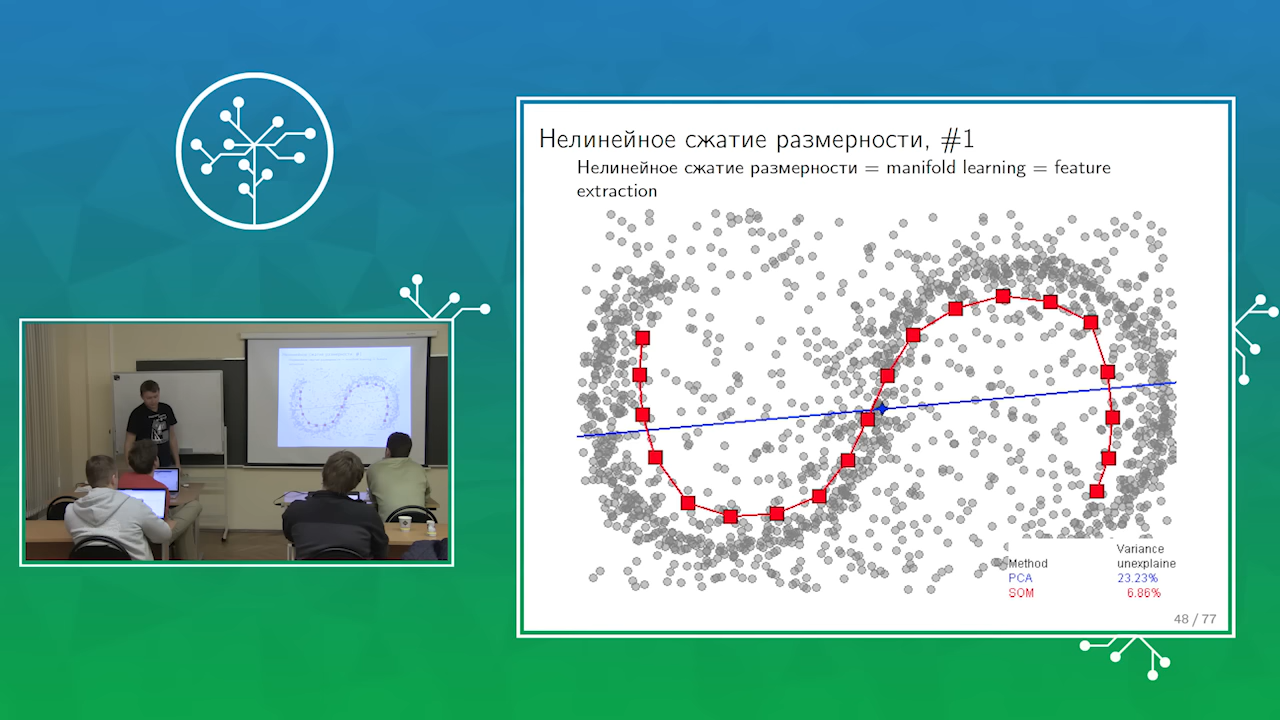 Нелинейное сжатие размерности, #1
Нелинейное сжатие размерности = manifold learning = feature
extraction
Variance
Method unexplaine
PCA 23.23%
SOM 6.86%
48 / 77